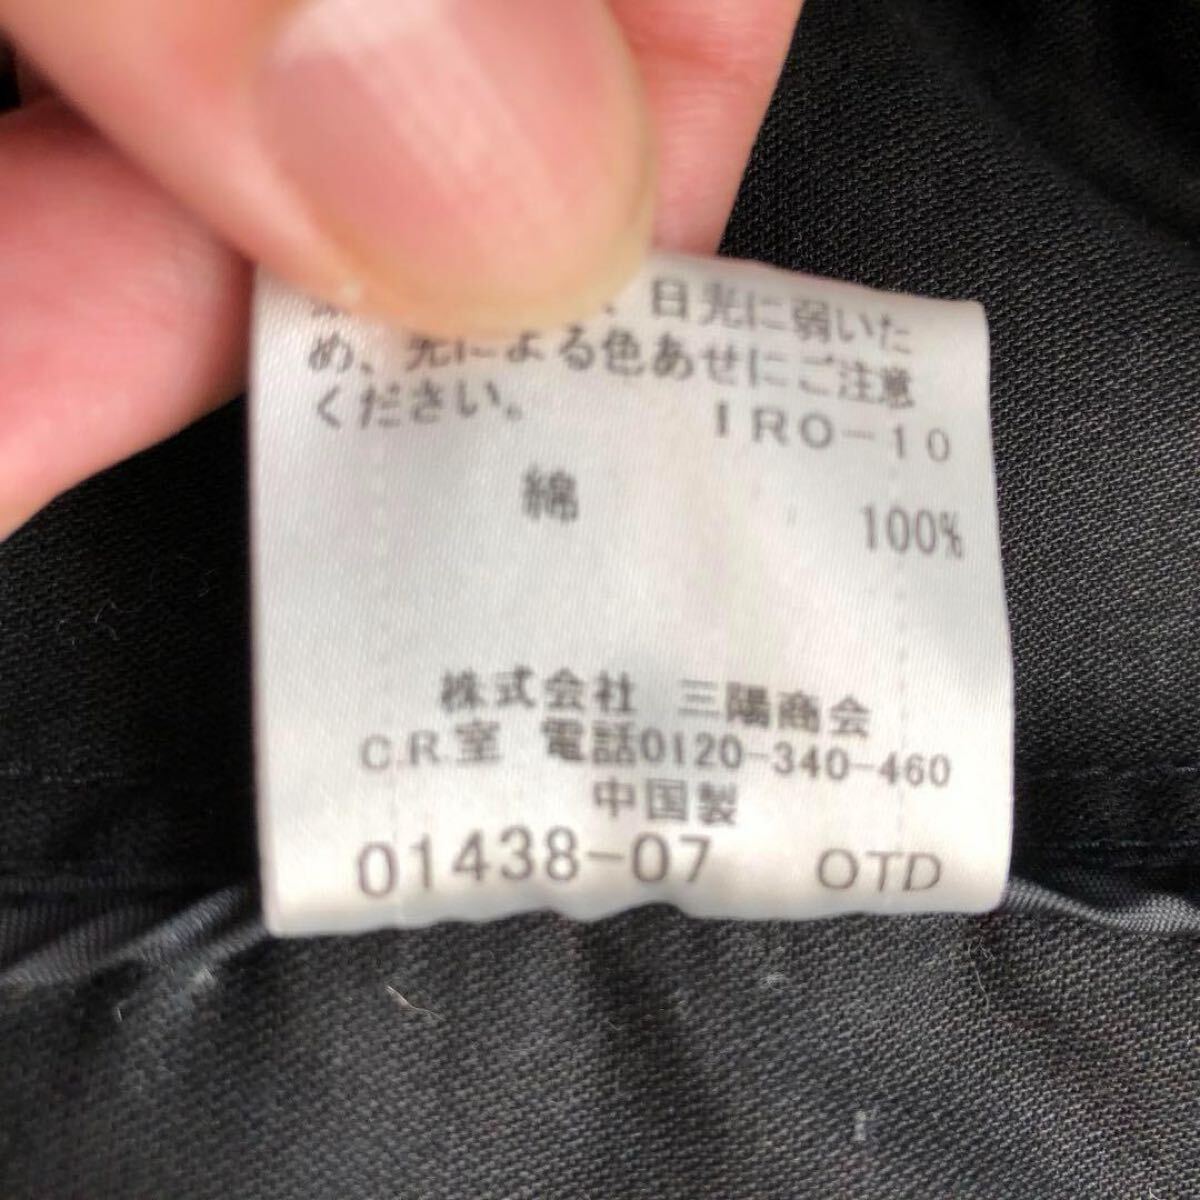 、日光に弱いた
め、光による色あせにご注意
ください。 IRO-10
綿 100%
株式会社 三陽商会
C.R.室 電話0120-340-460
中国製
01438-07 OTD